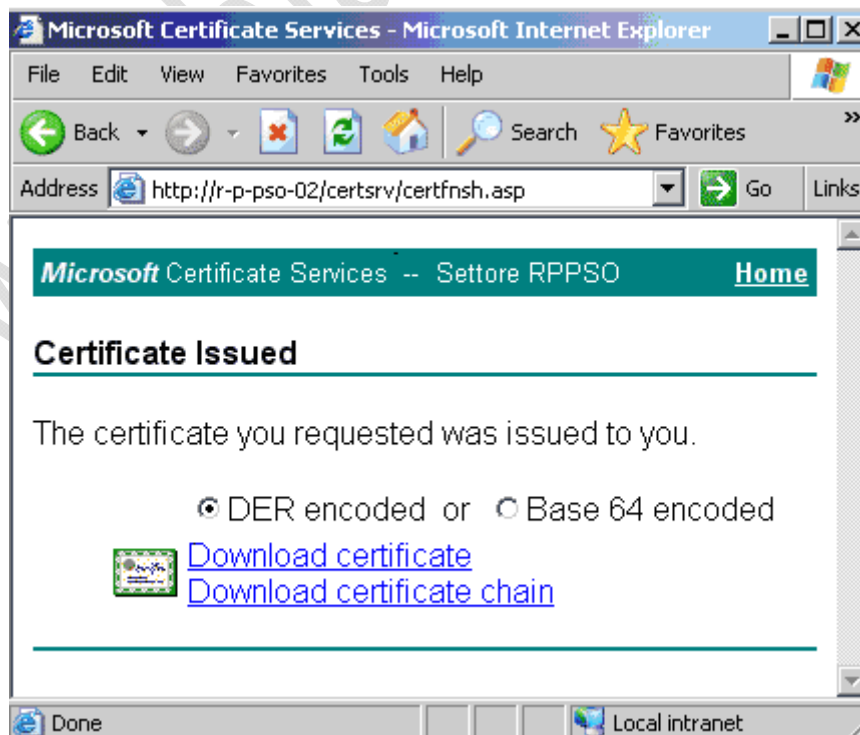 Microsoft Certificate Services - Microsoft Internet Explorer
File Edit View Favorites Tools Help
Back Search Favorites »
Address http://r-p-pso-02/certsrv/certfnsh.asp Go Links
Microsoft Certificate Services -- Settore RPPSO Home
Certificate Issued
The certificate you requested was issued to you.
DER encoded or Base 64 encoded
Download certificate
Download certificate chain
Done Local intranet